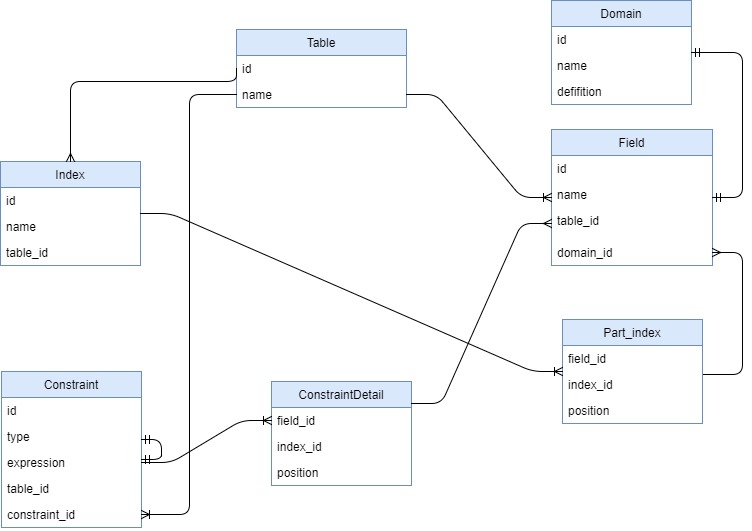 Table
id
name
Domain
id
name
defifition
Field
id
name
table_id
domain_id
Index
id
name
table_id
Part_index
field_id
index_id
position
Constraint
id
type
expression
table_id
constraint_id
ConstraintDetail
field_id
index_id
position